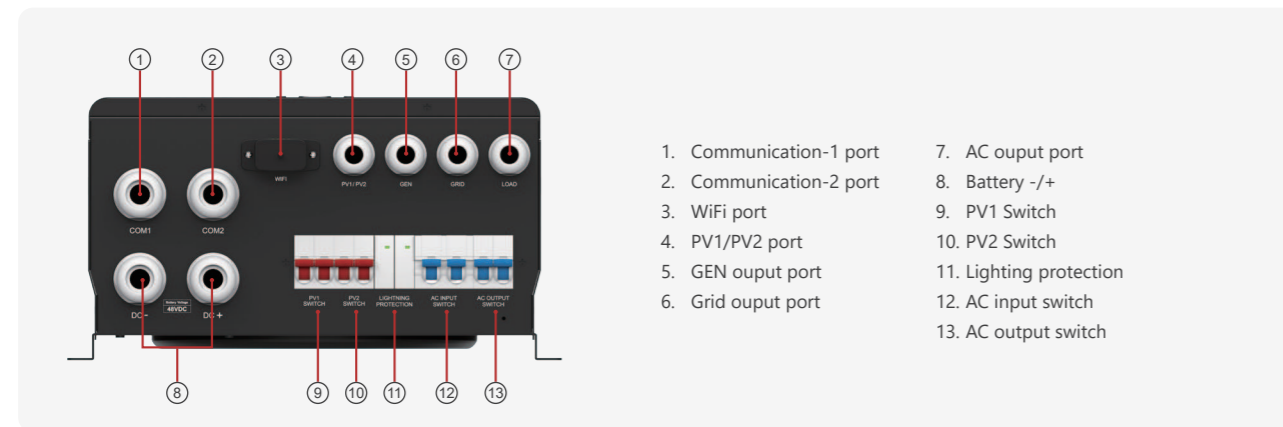 1 2 3 4 5 6 7
WIFI PV1/ PV2 GEN GRID LOAD
COM1 COM2
Battery Voltage
48VDC
DC- DC+
PV1 SWITCH PV2 SWITCH LIGHTNING PROTECTION AC INPUT SWITCH AC OUTPUT SWITCH
8 9 10 11 12 13
1. Communication-1 port
2. Communication-2 port
3. WiFi port
4. PV1/PV2 port
5. GEN ouput port
6. Grid ouput port
7. AC ouput port
8. Battery -/+
9. PV1 Switch
10. PV2 Switch
11. Lighting protection
12. AC input switch
13. AC output switch